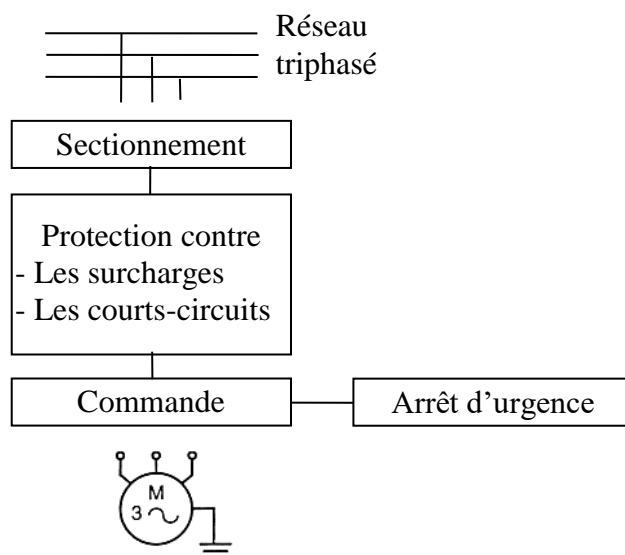 Réseau
triphasé
Sectionnement
Protection contre
- Les surcharges
- Les courts-circuits
Commande
Arrêt d’urgence
M
3